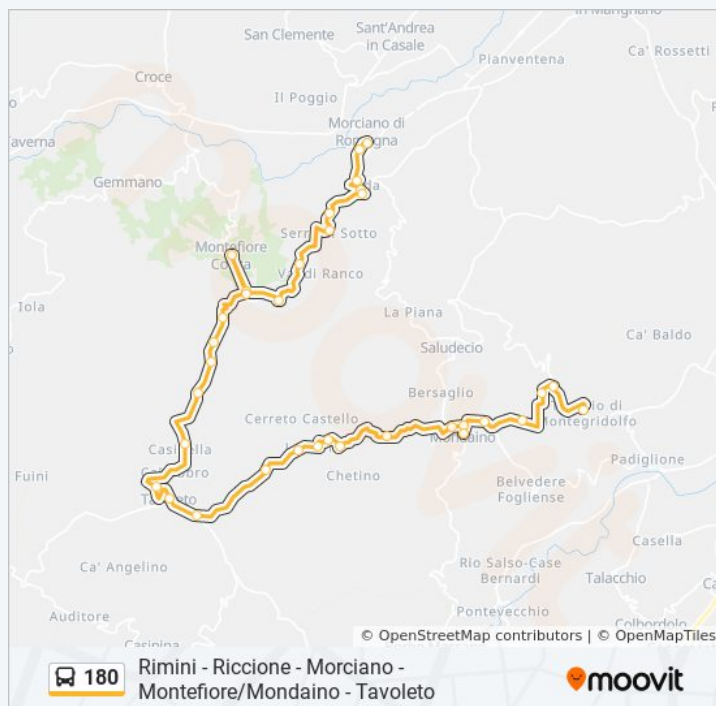 in Marignano
Sant'Andrea
in Casale
San Clemente
Pianventena
Ca' Rossetti
Croce
Il Poggio
Taverna
Morciano di
Romagna
Gemmano
Serra di Sotto
Montefiore
Conca
Val di Ranco
Iola
La Piana
Ca' Baldo
Saludecio
Bersaglio
Cerreto
Castello
Montegridolfo
Mondaino
Padiglione
Fuini
Tavoleto
Chetino
Belvedere
Fogliense
Casella
Ca' Angelino
Rio Salso-Case
Bernardi
Talacchio
Auditore
Pontevecchio
Colbordolo
Casinina
© OpenStreetMap contributors | © OpenMapTiles
180
Rimini - Riccione - Morciano -
Montefiore/Mondaino - Tavoleto
moovit